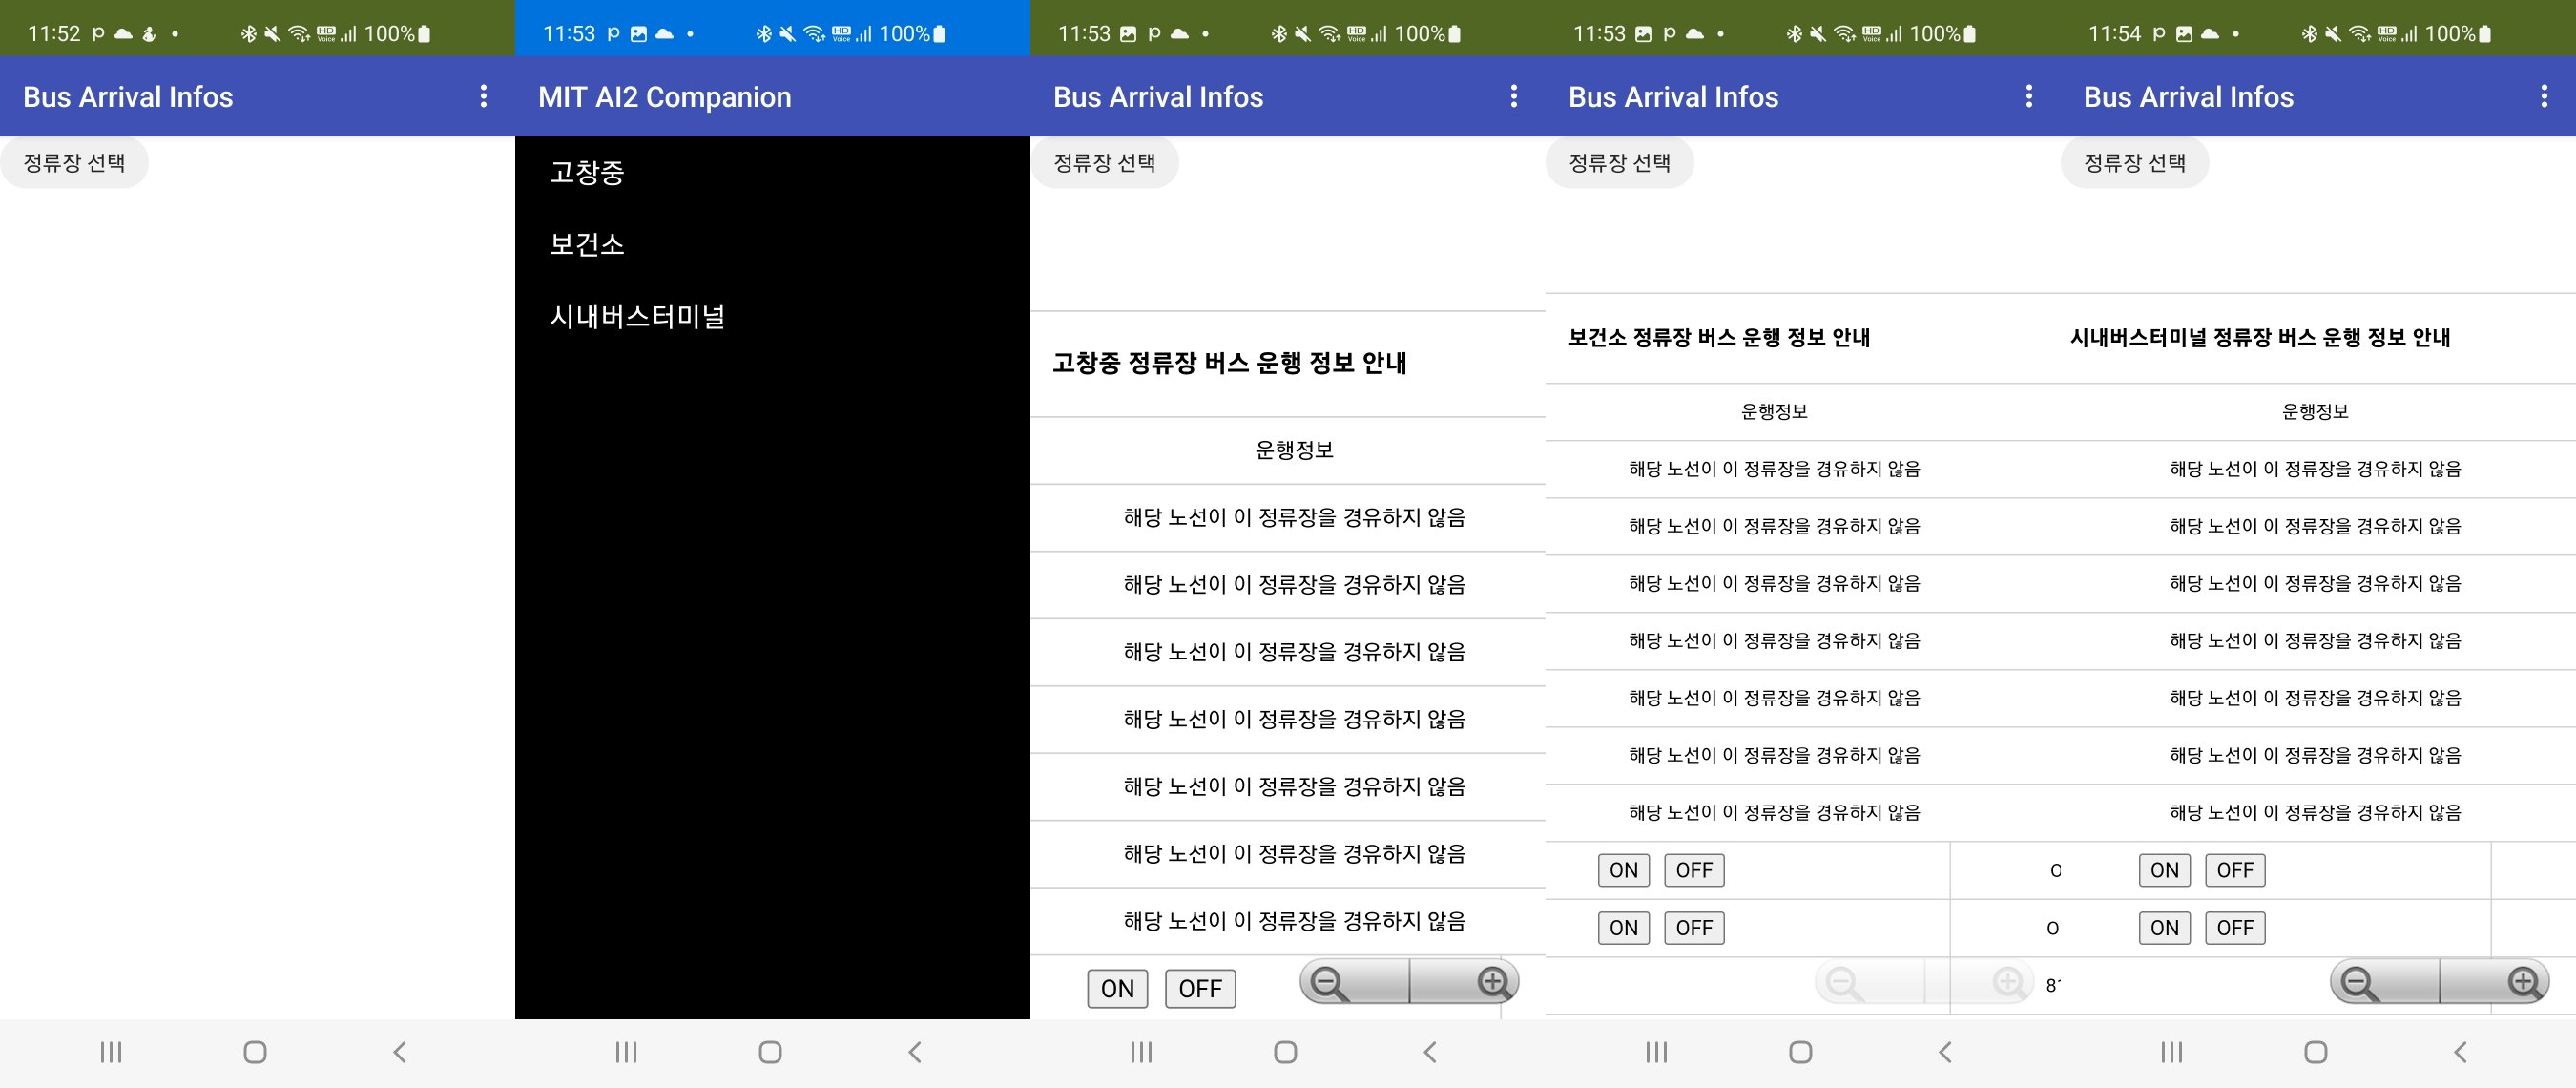 11:52 p 100%
Bus Arrival Infos
정류장 선택
11:53 p 100%
MIT AI2 Companion
고창중
보건소
시내버스터미널
11:53 p 100%
Bus Arrival Infos
정류장 선택
고창중 정류장 버스 운행 정보 안내
운행정보
해당 노선이 이 정류장을 경유하지 않음
해당 노선이 이 정류장을 경유하지 않음
해당 노선이 이 정류장을 경유하지 않음
해당 노선이 이 정류장을 경유하지 않음
해당 노선이 이 정류장을 경유하지 않음
해당 노선이 이 정류장을 경유하지 않음
해당 노선이 이 정류장을 경유하지 않음
ON OFF
11:53 p 100%
Bus Arrival Infos
정류장 선택
보건소 정류장 버스 운행 정보 안내
운행정보
해당 노선이 이 정류장을 경유하지 않음
해당 노선이 이 정류장을 경유하지 않음
해당 노선이 이 정류장을 경유하지 않음
해당 노선이 이 정류장을 경유하지 않음
해당 노선이 이 정류장을 경유하지 않음
해당 노선이 이 정류장을 경유하지 않음
해당 노선이 이 정류장을 경유하지 않음
ON OFF
ON OFF
11:54 p 100%
Bus Arrival Infos
정류장 선택
시내버스터미널 정류장 버스 운행 정보 안내
운행정보
해당 노선이 이 정류장을 경유하지 않음
해당 노선이 이 정류장을 경유하지 않음
해당 노선이 이 정류장을 경유하지 않음
해당 노선이 이 정류장을 경유하지 않음
해당 노선이 이 정류장을 경유하지 않음
해당 노선이 이 정류장을 경유하지 않음
해당 노선이 이 정류장을 경유하지 않음
ON OFF
ON OFF